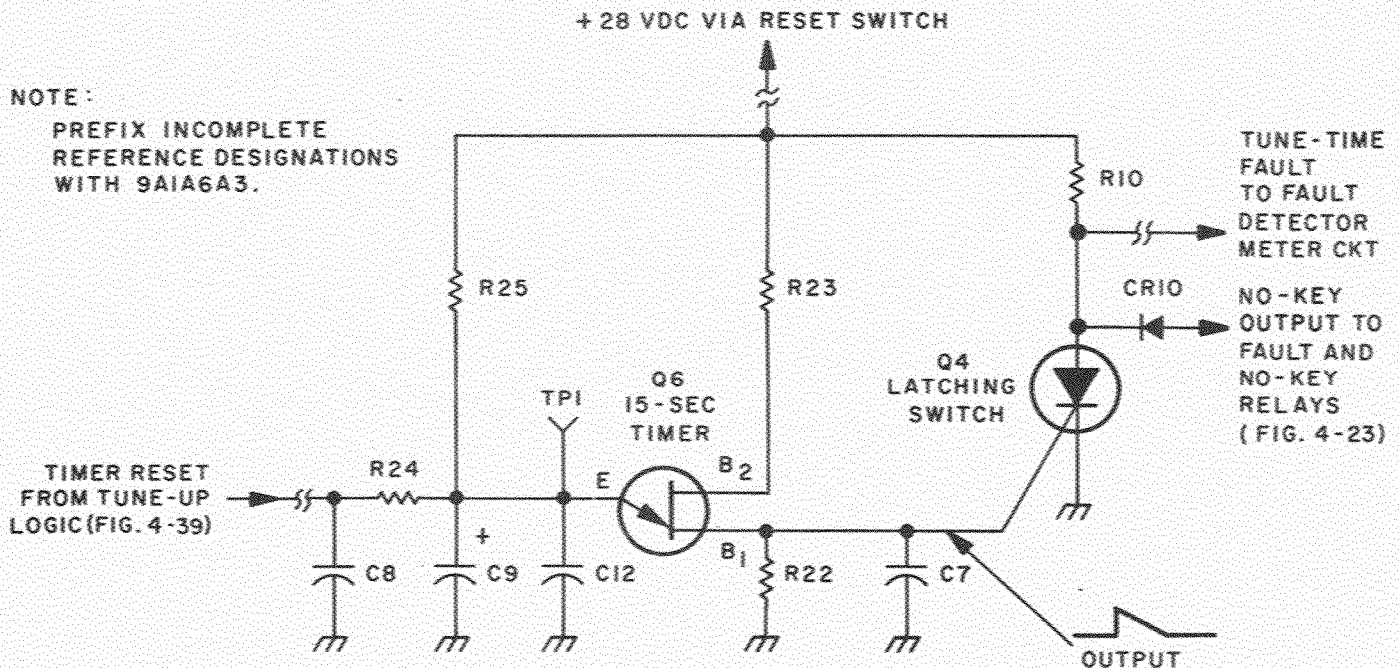 +28 VDC VIA RESET SWITCH
NOTE:
PREFIX INCOMPLETE
REFERENCE DESIGNATIONS
WITH 9A1A6A3.
R25
R23
R10
TUNE-TIME
FAULT
TO FAULT
DETECTOR
METER CKT
CR10
NO-KEY
OUTPUT TO
FAULT AND
NO-KEY
RELAYS
(FIG. 4-23)
Q4
LATCHING
SWITCH
TP1
Q6
15-SEC
TIMER
TIMER RESET
FROM TUNE-UP
LOGIC (FIG. 4-39)
R24
E
B2
B1
+
C8
C9
C12
R22
C7
OUTPUT